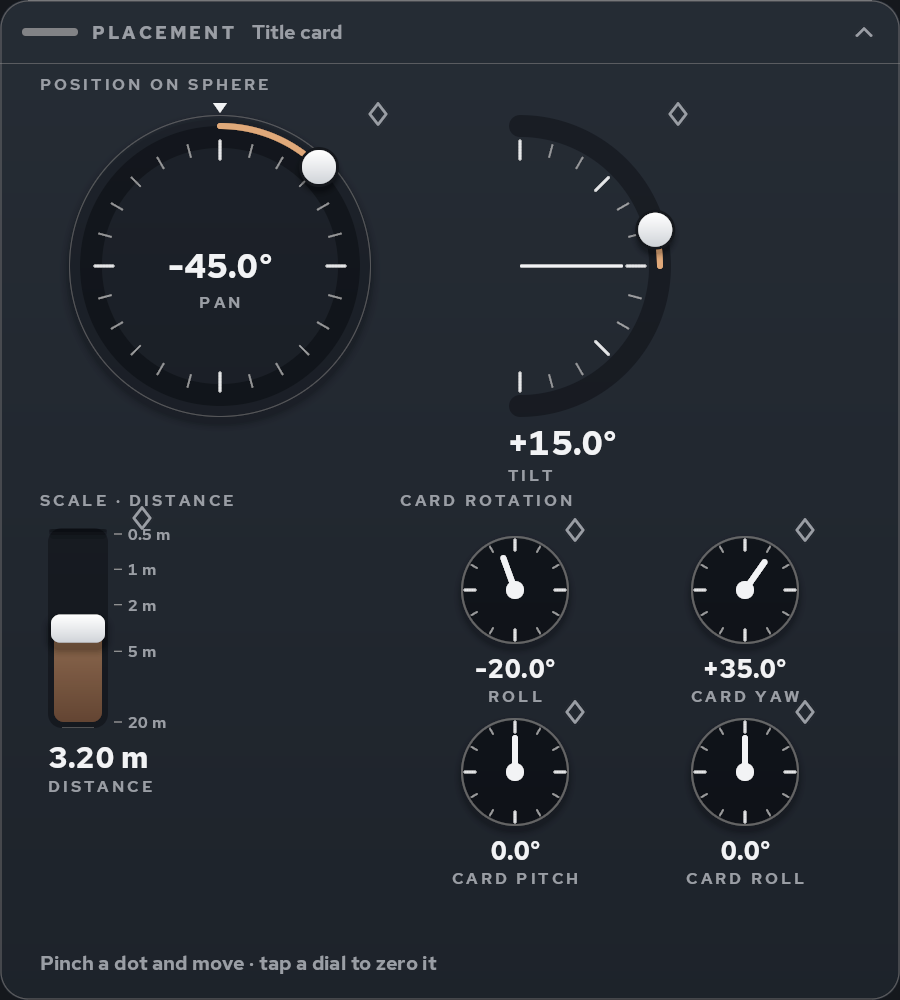 PLACEMENT Title card
POSITION ON SPHERE
-45.0°
PAN
+15.0°
TILT
SCALE · DISTANCE
0.5 m
1 m
2 m
5 m
20 m
3.20 m
DISTANCE
CARD ROTATION
-20.0°
ROLL
+35.0°
CARD YAW
0.0°
CARD PITCH
0.0°
CARD ROLL
Pinch a dot and move · tap a dial to zero it